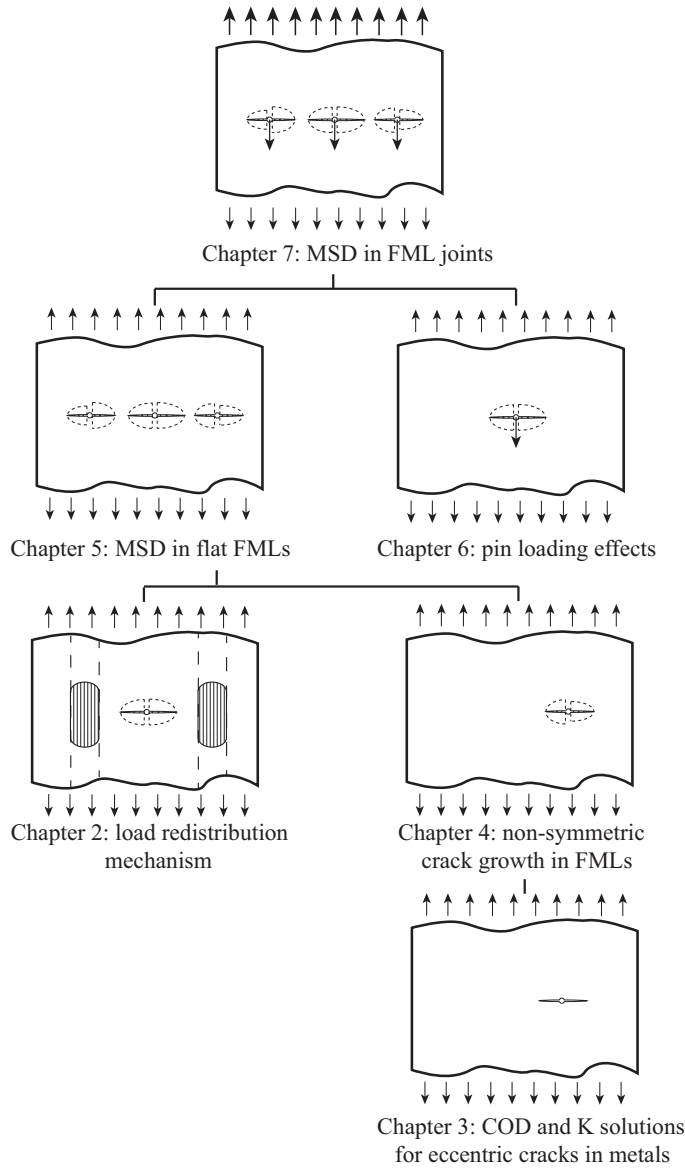 Chapter 7: MSD in FML joints
Chapter 5: MSD in flat FMLs
Chapter 6: pin loading effects
Chapter 2: load redistribution
mechanism
Chapter 4: non-symmetric
crack growth in FMLs
Chapter 3: COD and K solutions
for eccentric cracks in metals